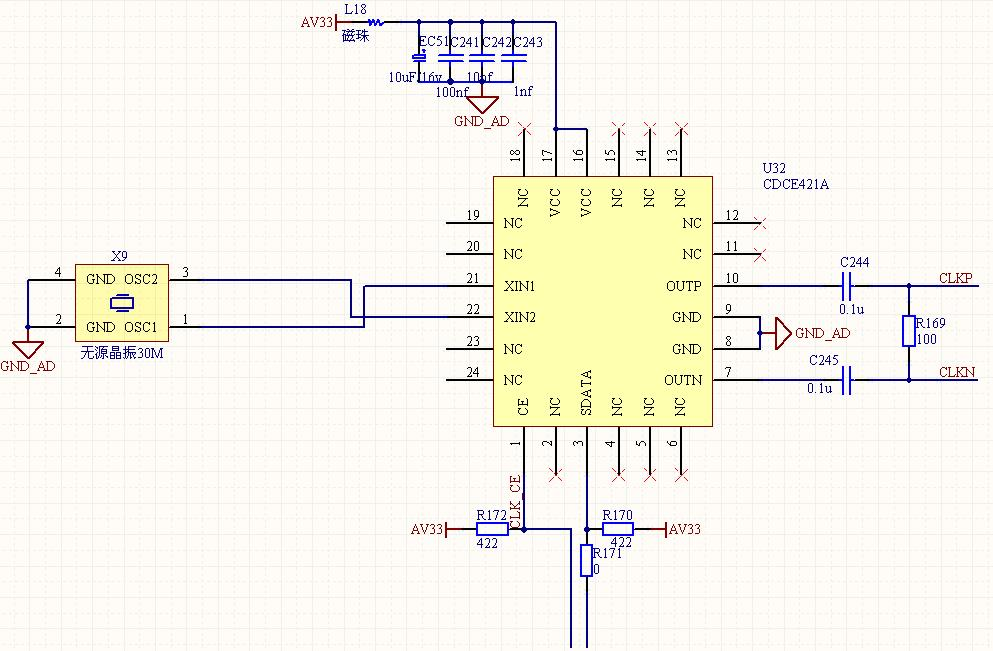 L18
AV33
磁珠
EC51
C241
C242
C243
10uF/16v
10nf
100nf
1nf
GND_AD
18
17
16
15
14
13
NC
VCC
VCC
NC
NC
NC
U32
CDCE421A
19
NC
NC
12
20
NC
NC
11
X9
4
GND
OSC2
3
21
XIN1
OUTP
10
C244
0.1u
CLKP
22
XIN2
GND
9
2
GND
OSC1
1
GND_AD
R169
100
无源晶振30M
GND_AD
23
NC
GND
8
24
NC
OUTN
7
C245
0.1u
CLKN
CE
NC
SDATA
NC
NC
NC
1
2
3
4
5
6
CLK_CE
AV33
R172
422
R170
422
AV33
R171
0